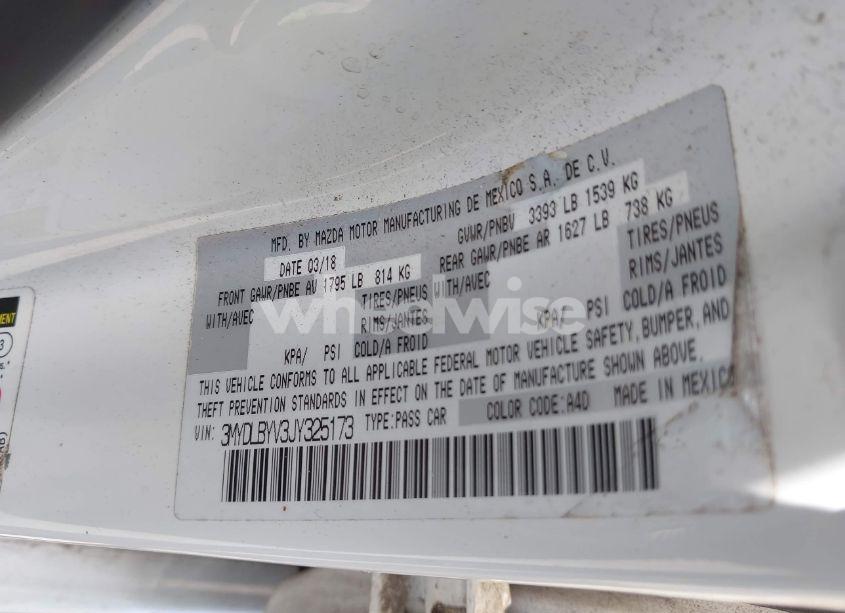 MFD. BY MAZDA MOTOR MANUFACTURING DE MEXICO S.A. DE C.V.
DATE 03/18
GVWR/PNBV 3393 LB 1539 KG
FRONT GAWR/PNBE AV 1795 LB 814 KG
REAR GAWR/PNBE AR 1627 LB 738 KG
WITH/AVEC
TIRES/PNEUS
RIMS/JANTES
WITH/AVEC
TIRES/PNEUS
RIMS/JANTES
KPA/ PSI COLD/A FROID
KPA/ PSI COLD/A FROID
wheelwise
THIS VEHICLE CONFORMS TO ALL APPLICABLE FEDERAL MOTOR VEHICLE SAFETY, BUMPER, AND
THEFT PREVENTION STANDARDS IN EFFECT ON THE DATE OF MANUFACTURE SHOWN ABOVE.
VIN: 3MYDLBYV3JY325173 TYPE:PASS CAR COLOR CODE:A4D MADE IN MEXICO